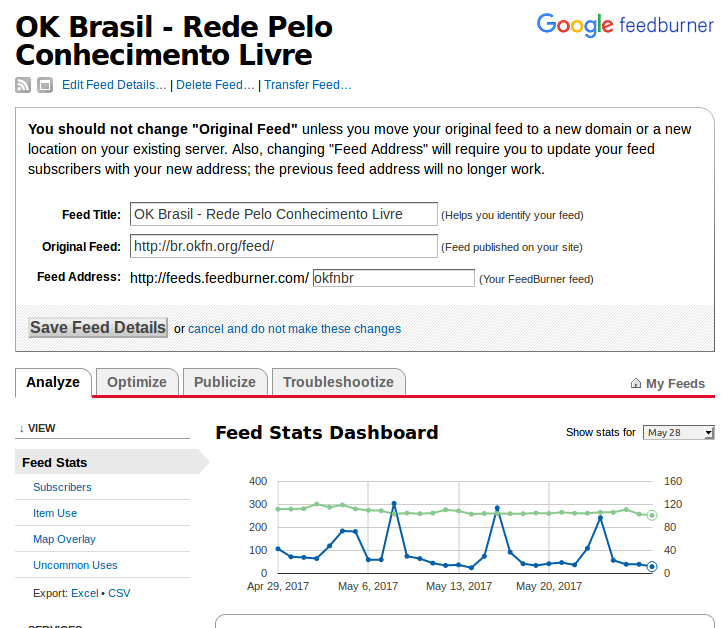 OK Brasil - Rede Pelo
Conhecimento Livre
Google feedburner
Edit Feed Details... | Delete Feed... | Transfer Feed...
You should not change "Original Feed" unless you move your original feed to a new domain or a new
location on your existing server. Also, changing "Feed Address" will require you to update your feed
subscribers with your new address; the previous feed address will no longer work.
Feed Title: OK Brasil - Rede Pelo Conhecimento Livre (Helps you identify your feed)
Original Feed: http://br.okfn.org/feed/ (Feed published on your site)
Feed Address: http://feeds.feedburner.com/ okfnbr (Your FeedBurner feed)
Save Feed Details or cancel and do not make these changes
Analyze Optimize Publicize Troubleshootize My Feeds
↓ VIEW
Feed Stats
Subscribers
Item Use
Map Overlay
Uncommon Uses
Export: Excel • CSV
SERVICES
Feed Stats Dashboard
Show stats for May 28
400 160
300 120
200 80
100 40
0 0
Apr 29, 2017 May 6, 2017 May 13, 2017 May 20, 2017